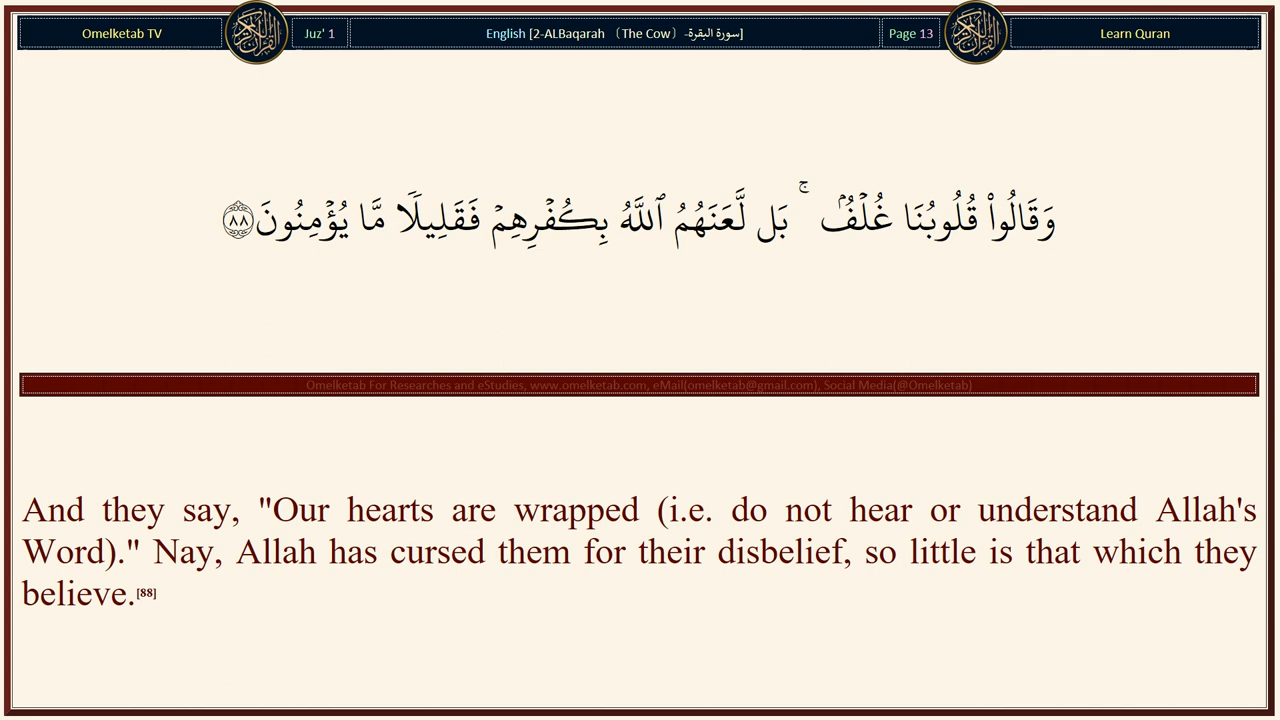 Omelketab TV
Juz' 1
English [2-ALBaqarah （The Cow）-سورة البقرة]
Page 13
Learn Quran
وَقَالُوا۟ قُلُوبُنَا غُلْفٌۢ ۚ بَل لَّعَنَهُمُ ٱللَّهُ بِكُفْرِهِمْ فَقَلِيلًا مَّا يُؤْمِنُونَ ٨٨
Omelketab For Researches and eStudies, www.omelketab.com, eMail(omelketab@gmail.com), Social Media(@Omelketab)
And they say, "Our hearts are wrapped (i.e. do not hear or understand Allah's
Word)." Nay, Allah has cursed them for their disbelief, so little is that which they
believe.[88]